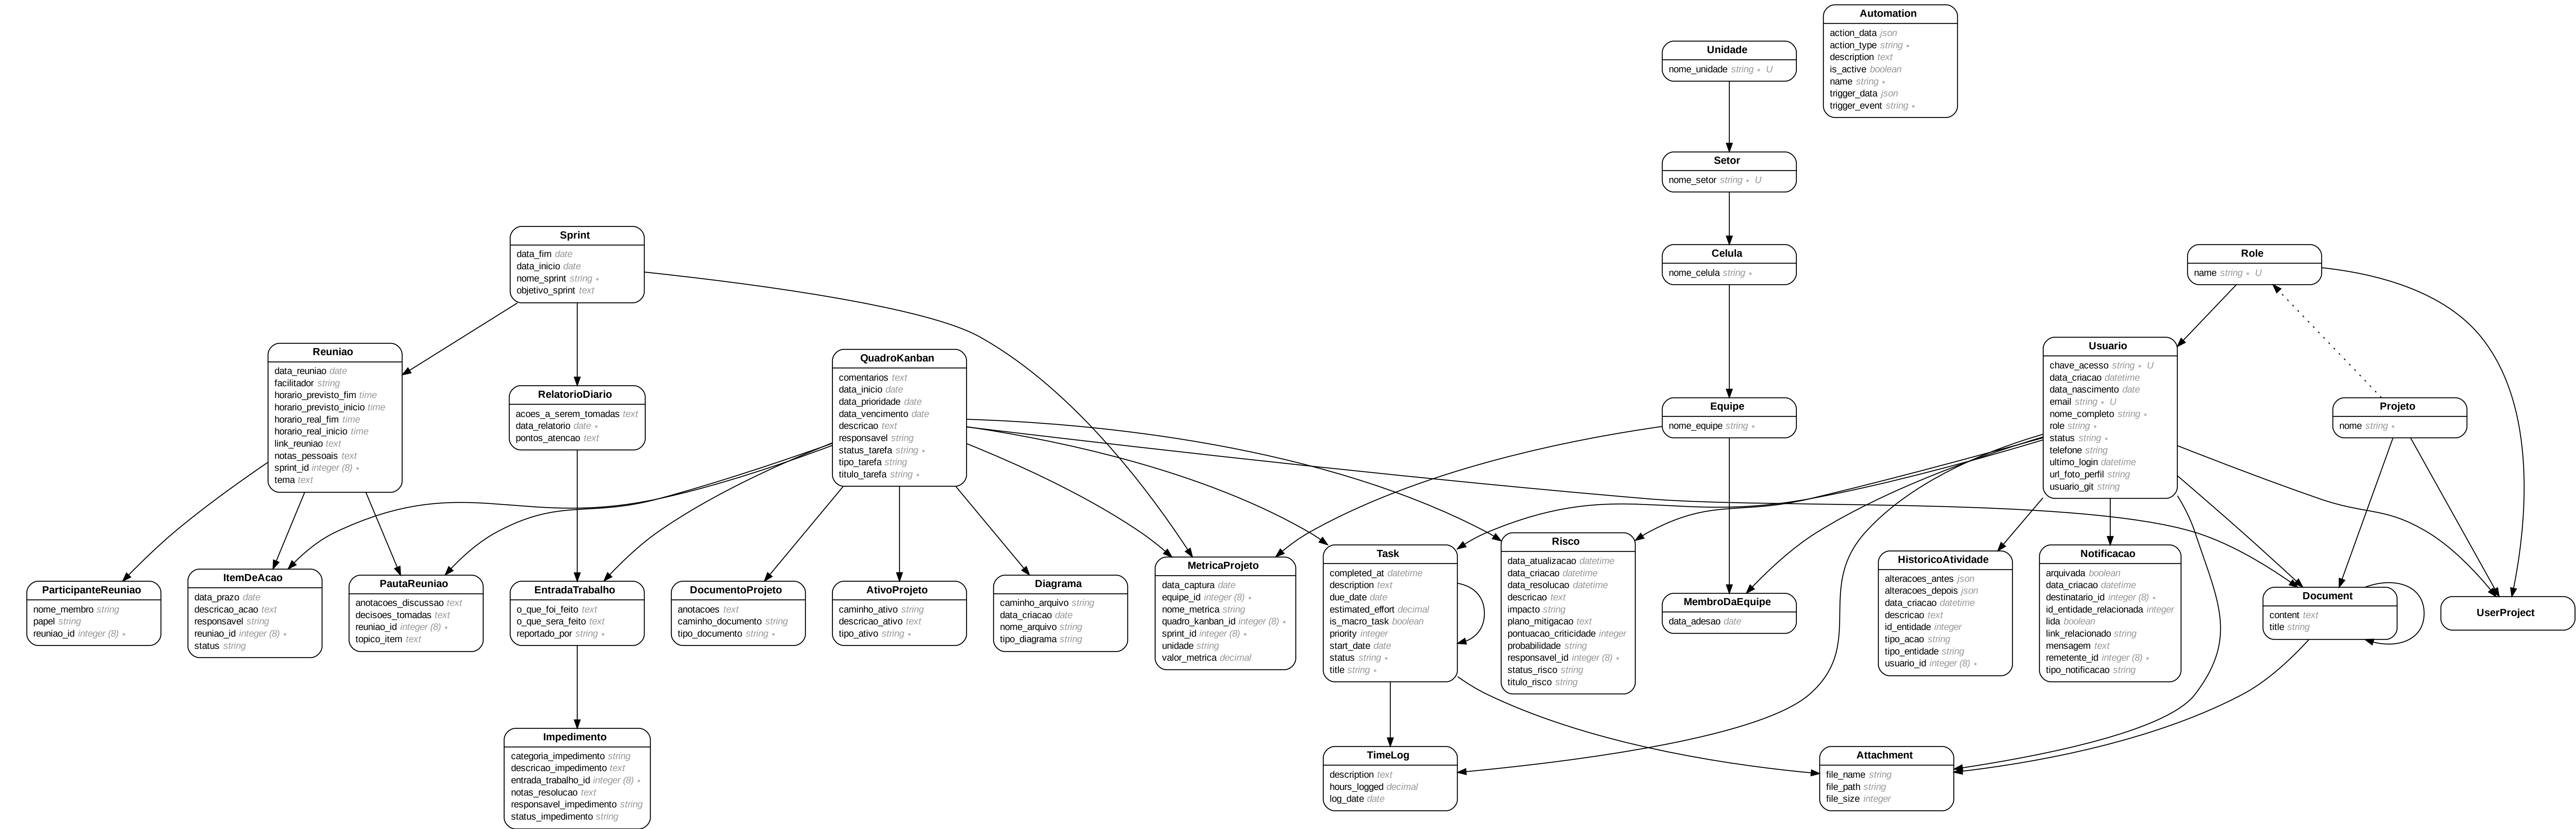 Automation
action_data json
action_type string *
description text
is_active boolean
name string *
trigger_data json
trigger_event string *
Unidade
nome_unidade string * U
Setor
nome_setor string * U
Sprint
data_fim date
data_inicio date
nome_sprint string *
objetivo_sprint text
Celula
nome_celula string *
Role
name string * U
Reuniao
data_reuniao date
facilitador string
horario_previsto_fim time
horario_previsto_inicio time
horario_real_fim time
horario_real_inicio time
link_reuniao text
notas_pessoais text
sprint_id integer (8) *
tema text
RelatorioDiario
acoes_a_serem_tomadas text
data_relatorio date *
pontos_atencao text
QuadroKanban
comentarios text
data_inicio date
data_prioridade date
data_vencimento date
descricao text
responsavel string
status_tarefa string *
tipo_tarefa string
titulo_tarefa string *
Equipe
nome_equipe string *
Usuario
chave_acesso string * U
data_criacao datetime
data_nascimento date
email string * U
nome_completo string *
role string *
status string *
telefone string
ultimo_login datetime
url_foto_perfil string
usuario_git string
Projeto
nome string *
ParticipanteReuniao
nome_membro string
papel string
reuniao_id integer (8) *
ItemDeAcao
data_prazo date
descricao_acao text
responsavel string
reuniao_id integer (8) *
status string
PautaReuniao
anotacoes_discussao text
decisoes_tomadas text
reuniao_id integer (8) *
topico_item text
EntradaTrabalho
o_que_foi_feito text
o_que_sera_feito text
reportado_por string *
DocumentoProjeto
anotacoes text
caminho_documento string
tipo_documento string *
AtivoProjeto
caminho_ativo string
descricao_ativo text
tipo_ativo string *
Diagrama
caminho_arquivo string
data_criacao date
nome_arquivo string
tipo_diagrama string
MetricaProjeto
data_captura date
equipe_id integer (8) *
nome_metrica string
quadro_kanban_id integer (8) *
sprint_id integer (8) *
unidade string
valor_metrica decimal
Task
completed_at datetime
description text
due_date date
estimated_effort decimal
is_macro_task boolean
priority integer
start_date date
status string *
title string *
Risco
data_atualizacao datetime
data_criacao datetime
data_resolucao datetime
descricao text
impacto string
plano_mitigacao text
pontuacao_criticidade integer
probabilidade string
responsavel_id integer (8) *
status_risco string
titulo_risco string
MembroDaEquipe
data_adesao date
HistoricoAtividade
alteracoes_antes json
alteracoes_depois json
data_criacao datetime
descricao text
id_entidade integer
tipo_acao string
tipo_entidade string
usuario_id integer (8) *
Notificacao
arquivada boolean
data_criacao datetime
destinatario_id integer (8) *
id_entidade_relacionada integer
lida boolean
link_relacionado string
mensagem text
remetente_id integer (8) *
tipo_notificacao string
Document
content text
title string
UserProject
Impedimento
categoria_impedimento string
descricao_impedimento text
entrada_trabalho_id integer (8) *
notas_resolucao text
responsavel_impedimento string
status_impedimento string
TimeLog
description text
hours_logged decimal
log_date date
Attachment
file_name string
file_path string
file_size integer